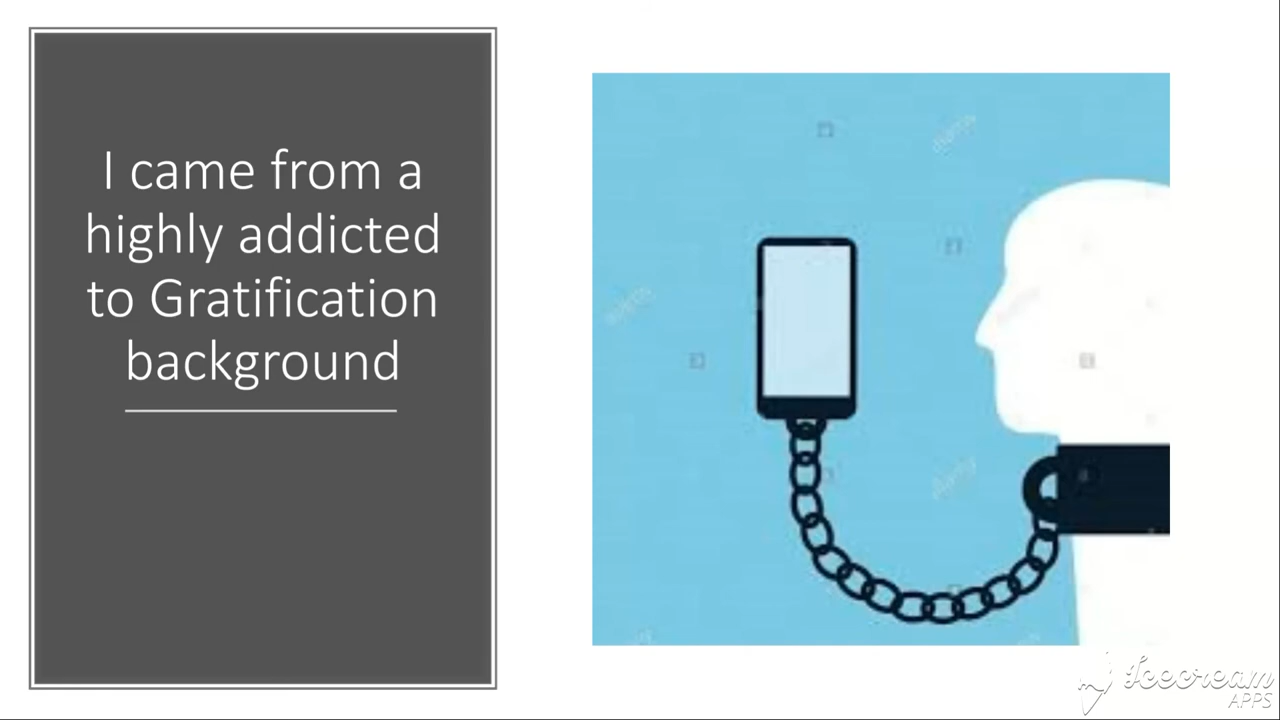 I came from a
highly addicted
to Gratification
background
Icecream
APPS